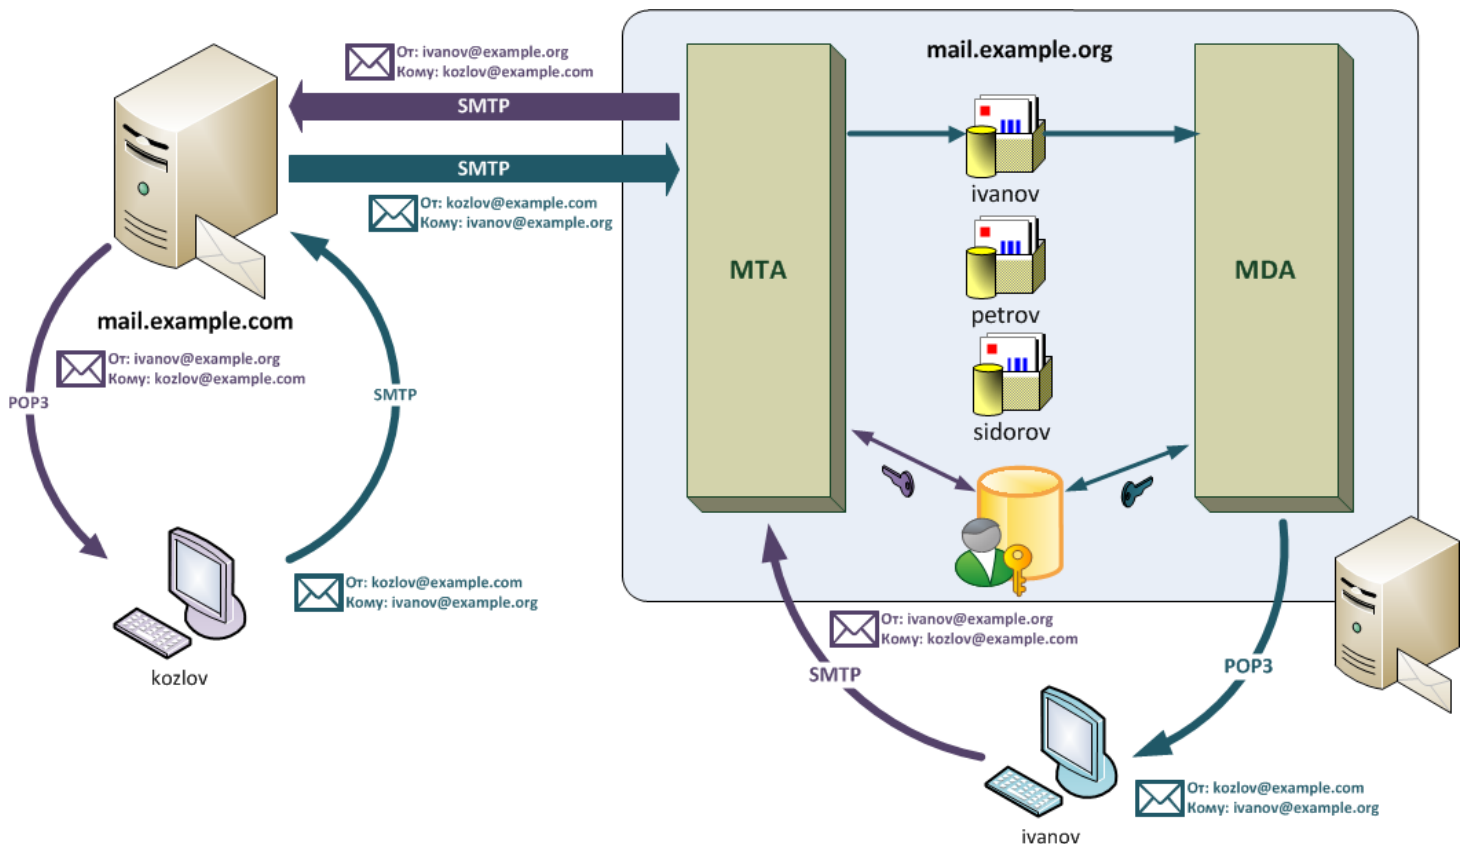 От: ivanov@example.org
Кому: kozlov@example.com
SMTP
SMTP
От: kozlov@example.com
Кому: ivanov@example.org
mail.example.com
От: ivanov@example.org
Кому: kozlov@example.com
POP3
SMTP
От: kozlov@example.com
Кому: ivanov@example.org
kozlov
mail.example.org
MTA
ivanov
petrov
sidorov
MDA
От: ivanov@example.org
Кому: kozlov@example.com
SMTP
POP3
От: kozlov@example.com
Кому: ivanov@example.org
ivanov